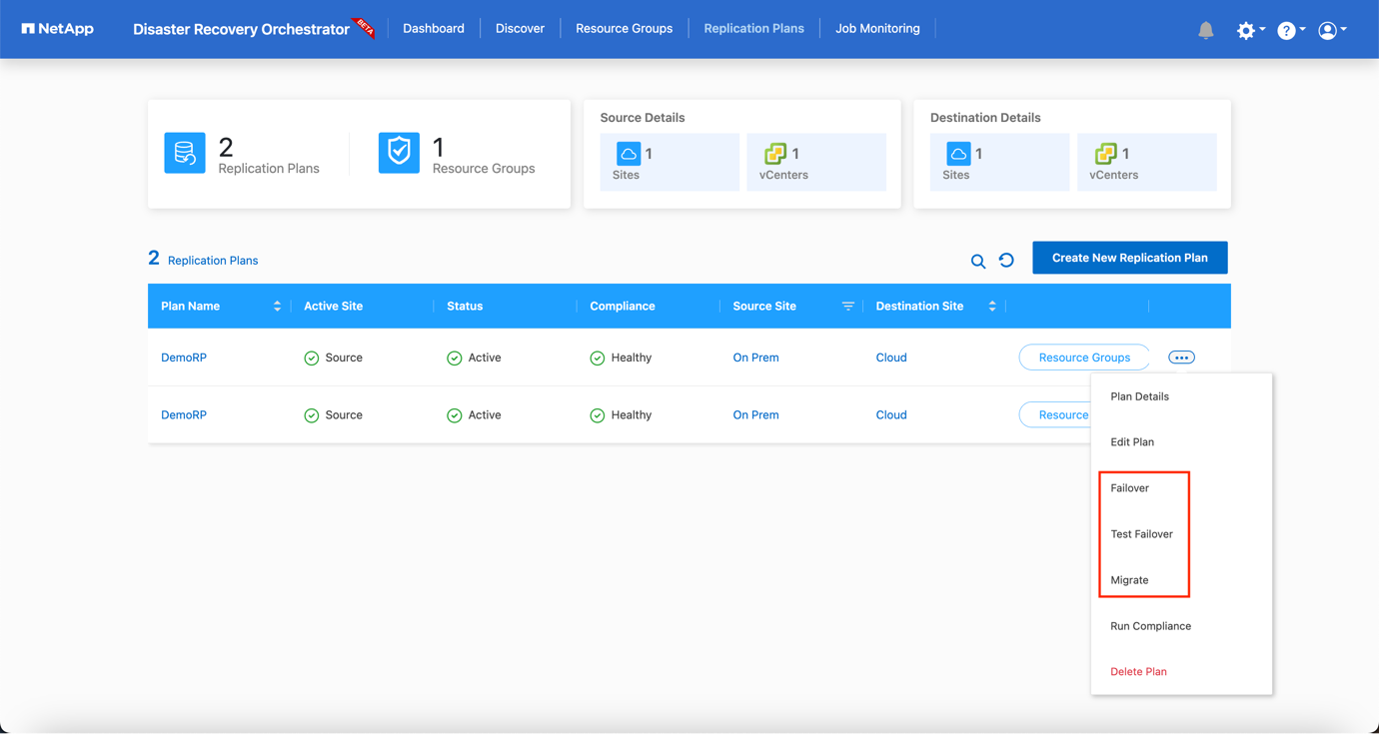 NetApp
Disaster Recovery Orchestrator BETA
Dashboard
Discover
Resource Groups
Replication Plans
Job Monitoring
?
2
Replication Plans
1
Resource Groups
Source Details
1
Sites
1
vCenters
Destination Details
1
Sites
1
vCenters
2 Replication Plans
Create New Replication Plan
Plan Name Active Site Status Compliance Source Site Destination Site
DemoRP Source Active Healthy On Prem Cloud Resource Groups
DemoRP Source Active Healthy On Prem Cloud Resource
Plan Details
Edit Plan
Failover
Test Failover
Migrate
Run Compliance
Delete Plan